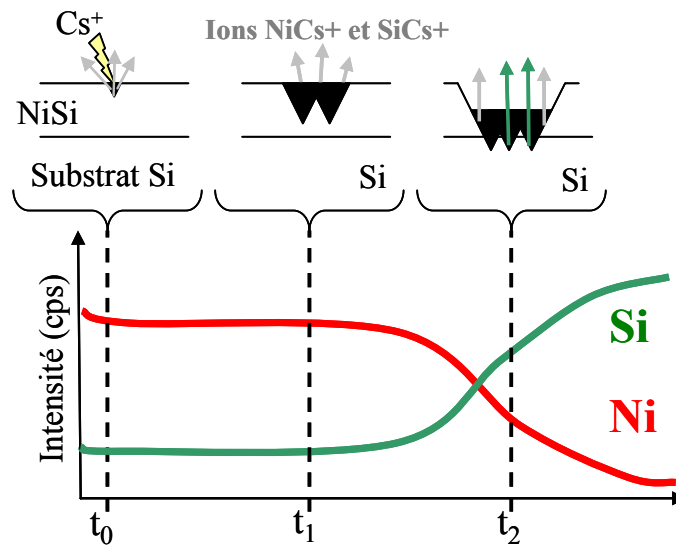 Cs+
Ions NiCs+ et SiCs+
NiSi
Substrat Si
Si
Si
Intensité (cps)
Si
Ni
t0
t1
t2